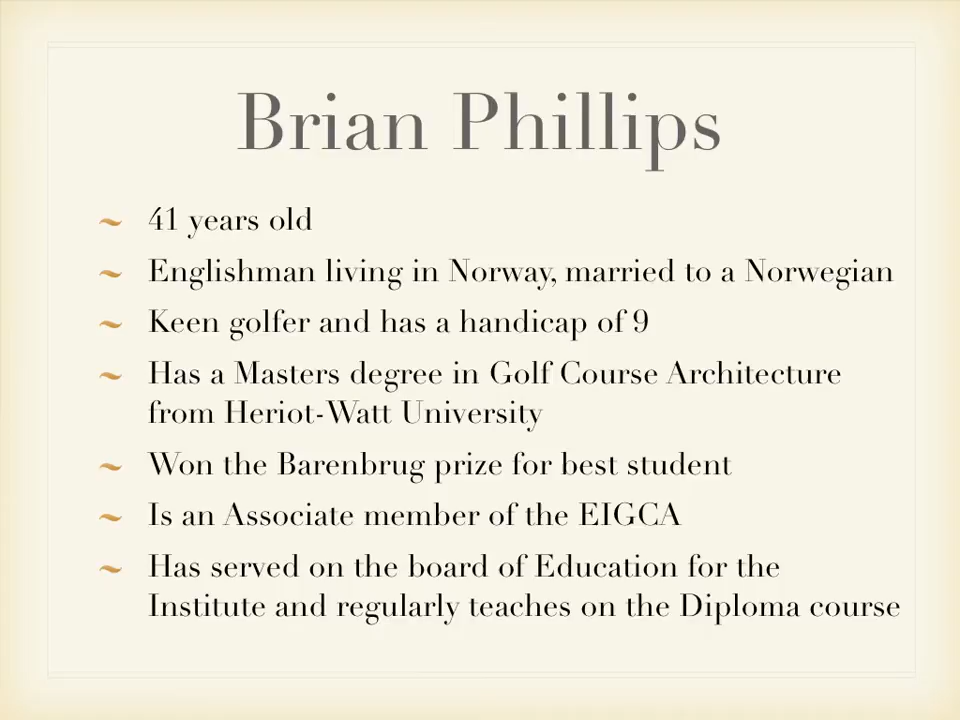 Brian Phillips
~ 41 years old
~ Englishman living in Norway, married to a Norwegian
~ Keen golfer and has a handicap of 9
~ Has a Masters degree in Golf Course Architecture
from Heriot-Watt University
~ Won the Barenbrug prize for best student
~ Is an Associate member of the EIGCA
~ Has served on the board of Education for the
Institute and regularly teaches on the Diploma course